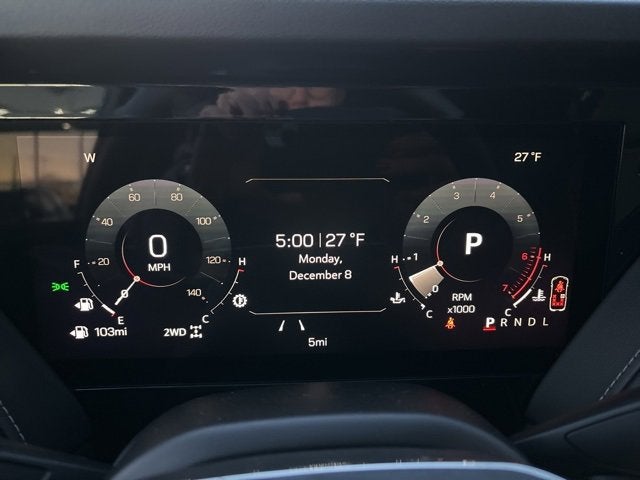 W
27 °F
60 80
40 100
20 120
0
MPH
140
F
E
H
C
0
103mi
2WD
5:00 | 27 °F
Monday,
December 8
5mi
3 4
2 5
1 6
0 7
P
RPM
x1000
H
C
H
C
P R N D L